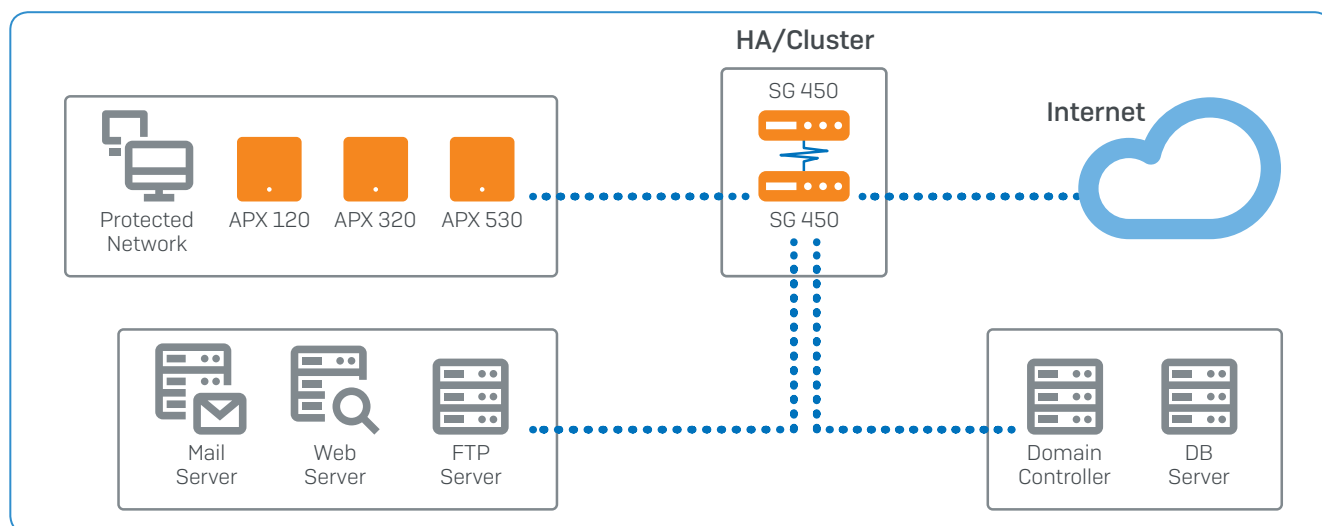 HA/Cluster
SG 450
SG 450
Internet
Protected
Network
APX 120
APX 320
APX 530
Mail
Server
Web
Server
FTP
Server
Domain
Controller
DB
Server